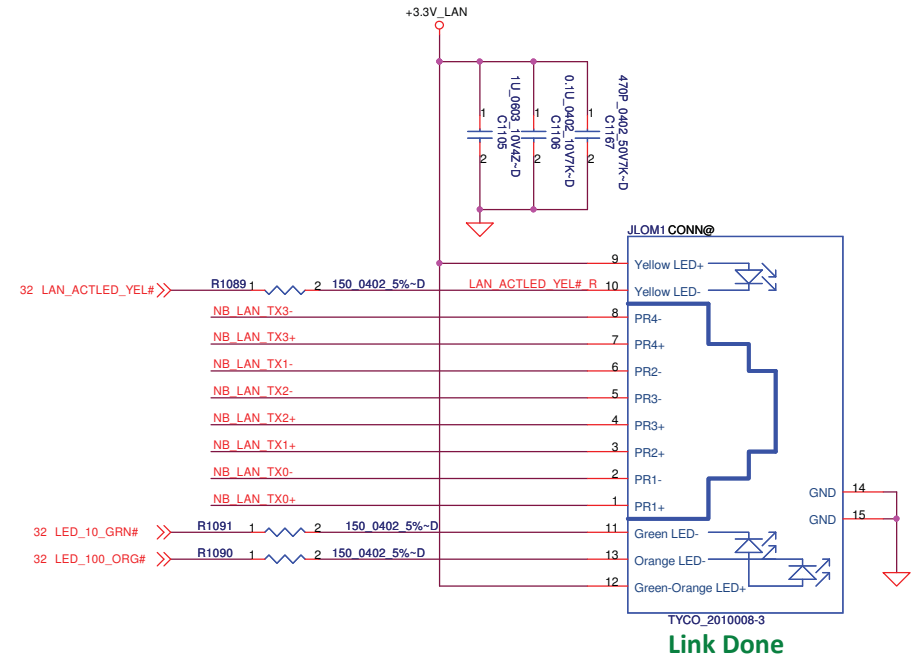 +3.3V_LAN
1
2
1U_0603_10V4Z~D
C1105
1
2
0.1U_0402_10V7K~D
C1106
1
2
470P_0402_50V7K~D
C1167
JLOM1 CONN@
9 Yellow LED+
32 LAN_ACTLED_YEL# R1089 1 2 150_0402_5%~D LAN_ACTLED_YEL#_R 10 Yellow LED-
NB_LAN_TX3- 8 PR4-
NB_LAN_TX3+ 7 PR4+
NB_LAN_TX1- 6 PR2-
NB_LAN_TX2- 5 PR3-
NB_LAN_TX2+ 4 PR3+
NB_LAN_TX1+ 3 PR2+
NB_LAN_TX0- 2 PR1-
GND 14
NB_LAN_TX0+ 1 PR1+
GND 15
32 LED_10_GRN# R1091 1 2 150_0402_5%~D 11 Green LED-
32 LED_100_ORG# R1090 1 2 150_0402_5%~D 13 Orange LED-
12 Green-Orange LED+
TYCO_2010008-3
Link Done